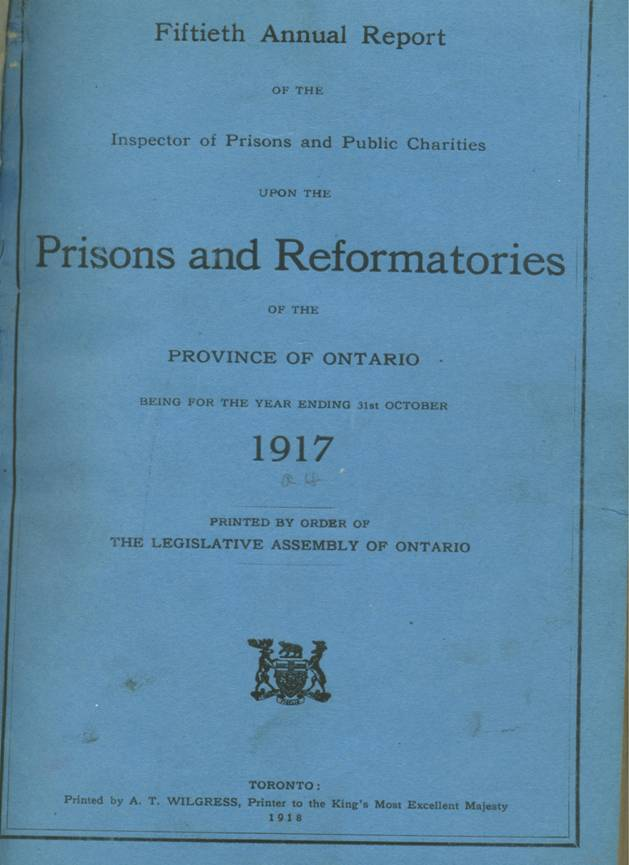 Fiftieth Annual Report
OF THE
Inspector of Prisons and Public Charities
UPON THE
Prisons and Reformatories
OF THE
PROVINCE OF ONTARIO
BEING FOR THE YEAR ENDING 31st OCTOBER
1917
PRINTED BY ORDER OF
THE LEGISLATIVE ASSEMBLY OF ONTARIO
TORONTO:
Printed by A. T. WILGRESS, Printer to the King's Most Excellent Majesty
1918